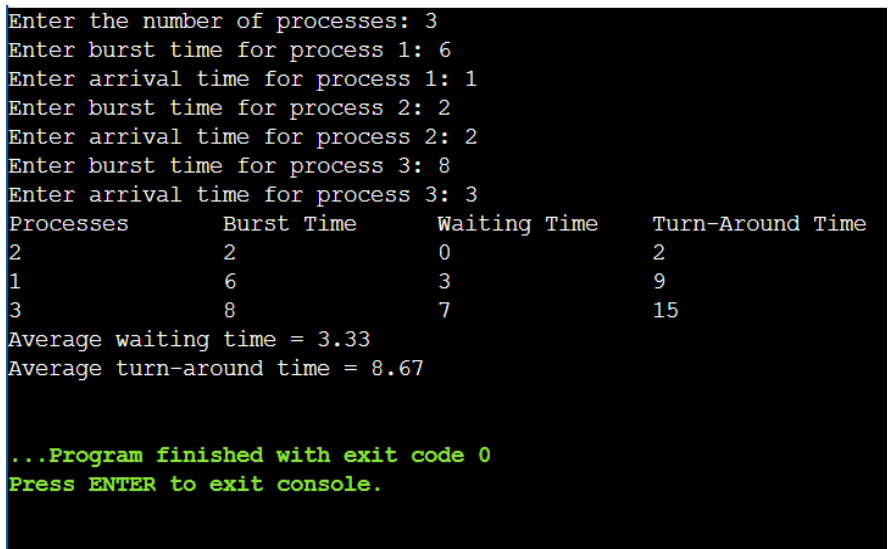 Enter the number of processes: 3
Enter burst time for process 1: 6
Enter arrival time for process 1: 1
Enter burst time for process 2: 2
Enter arrival time for process 2: 2
Enter burst time for process 3: 8
Enter arrival time for process 3: 3
Processes Burst Time Waiting Time Turn-Around Time
2 2 0 2
1 6 3 9
3 8 7 15
Average waiting time = 3.33
Average turn-around time = 8.67
...Program finished with exit code 0
Press ENTER to exit console.